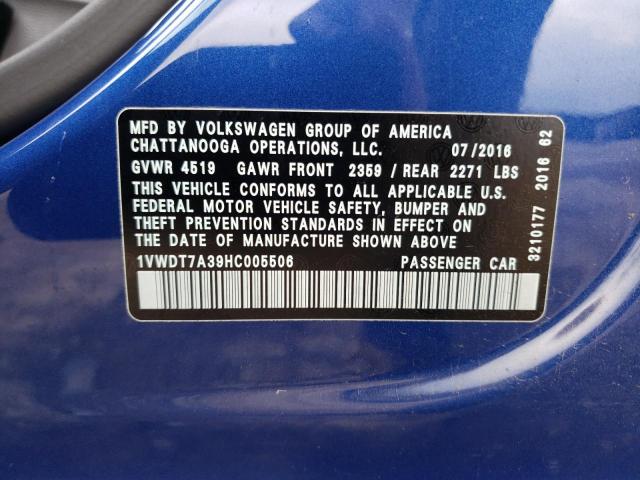 MFD BY VOLKSWAGEN GROUP OF AMERICA
CHATTANOOGA OPERATIONS, LLC. 07/2016
GVWR 4519 GAWR FRONT 2359 / REAR 2271 LBS
THIS VEHICLE CONFORMS TO ALL APPLICABLE U.S.
FEDERAL MOTOR VEHICLE SAFETY, BUMPER AND
THEFT PREVENTION STANDARDS IN EFFECT ON
THE DATE OF MANUFACTURE SHOWN ABOVE
1VWDT7A39HC005506 PASSENGER CAR
3210177 2016 62